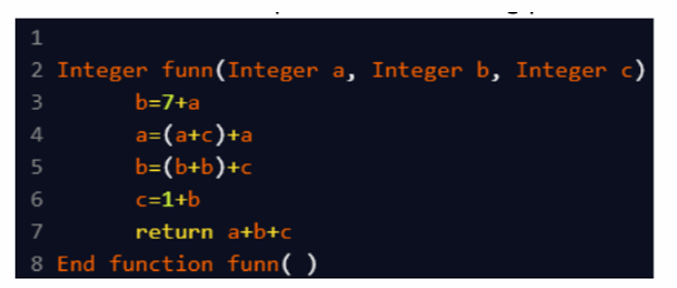 1
2 Integer funn(Integer a, Integer b, Integer c)
3 b=7+a
4 a=(a+c)+a
5 b=(b+b)+c
6 c=1+b
7 return a+b+c
8 End function funn( )